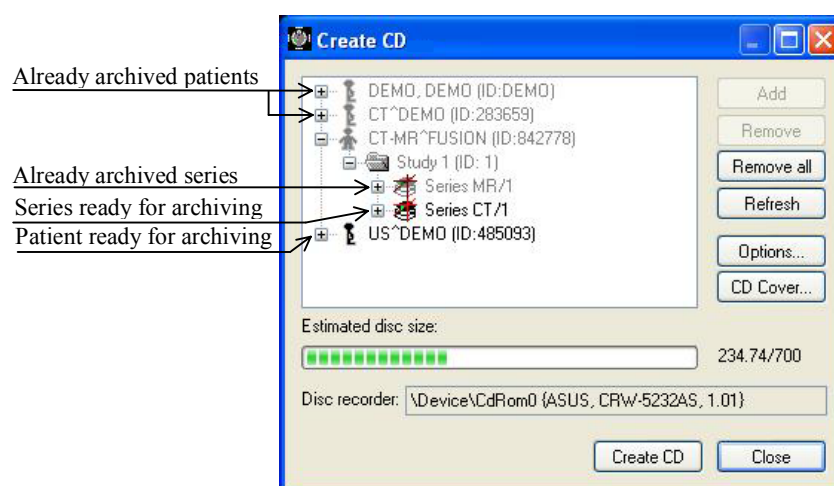 Create CD
Already archived patients
DEMO, DEMO (ID:DEMO)
CT^DEMO (ID:283659)
CT-MR^FUSION (ID:842778)
Study 1 (ID: 1)
Already archived series
Series MR/1
Series ready for archiving
Series CT/1
Patient ready for archiving
US^DEMO (ID:485093)
Add
Remove
Remove all
Refresh
Options...
CD Cover...
Estimated disc size:
234.74/700
Disc recorder: \Device\CdRom0 {ASUS, CRW-5232AS, 1.01}
Create CD
Close